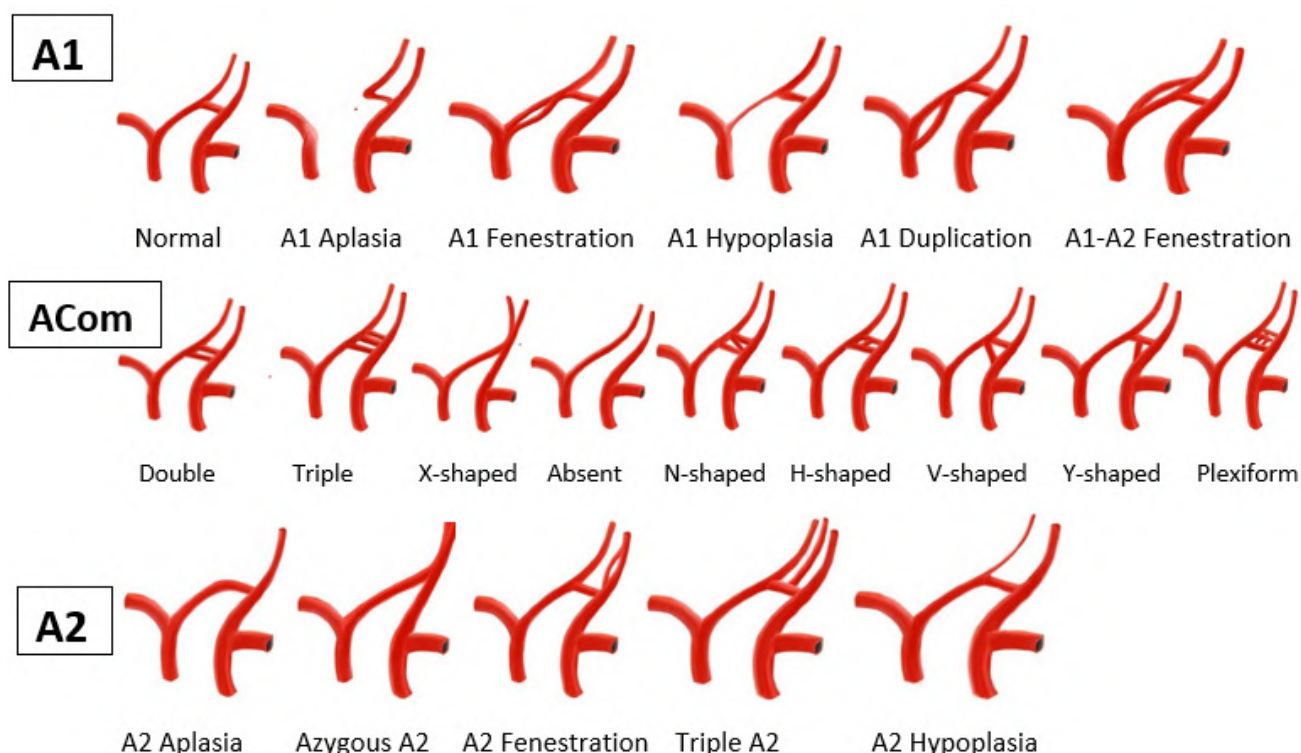 A1
Normal A1 Aplasia A1 Fenestration A1 Hypoplasia A1 Duplication A1-A2 Fenestration
ACom
Double Triple X-shaped Absent N-shaped H-shaped V-shaped Y-shaped Plexiform
A2
A2 Aplasia Azygous A2 A2 Fenestration Triple A2 A2 Hypoplasia